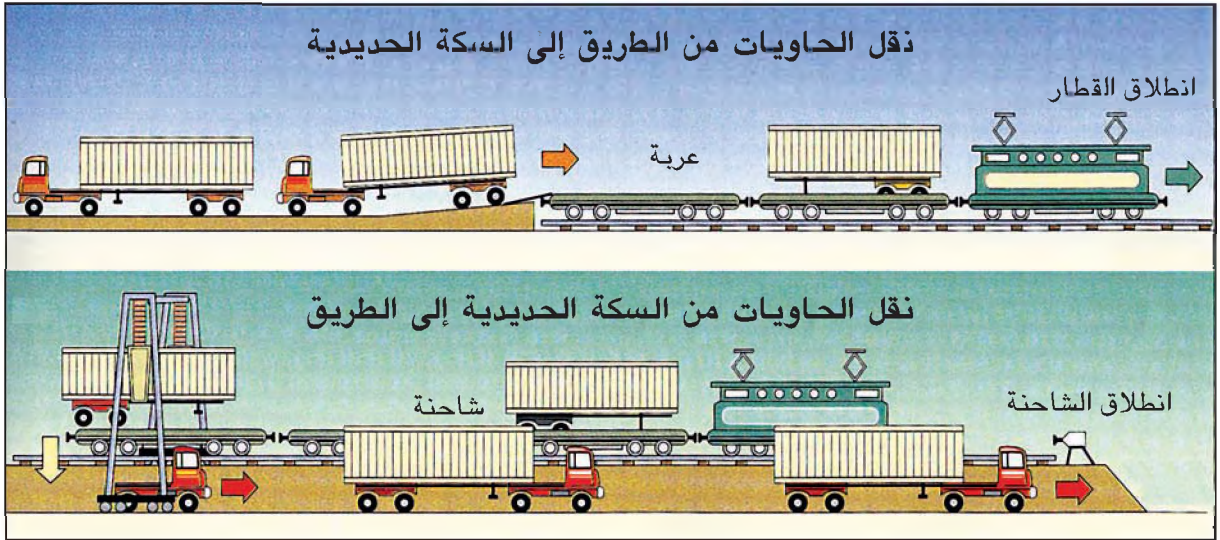 نقل الحاويات من الطريق إلى السكة الحديدية
انطلاق القطار
عربة
نقل الحاويات من السكة الحديدية إلى الطريق
انطلاق الشاحنة
شاحنة